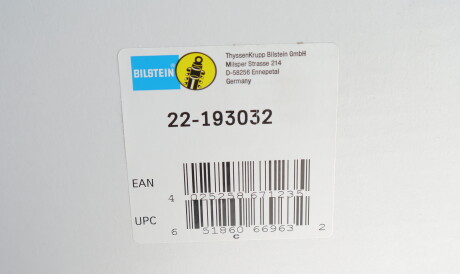 ThyssenKrupp Bilstein GmbH
Milsper Strasse 214
D-58256 Ennepetal
Germany
BILSTEIN
22-193032
EAN
4 025258 671235
UPC
6 51860 66963 2
c